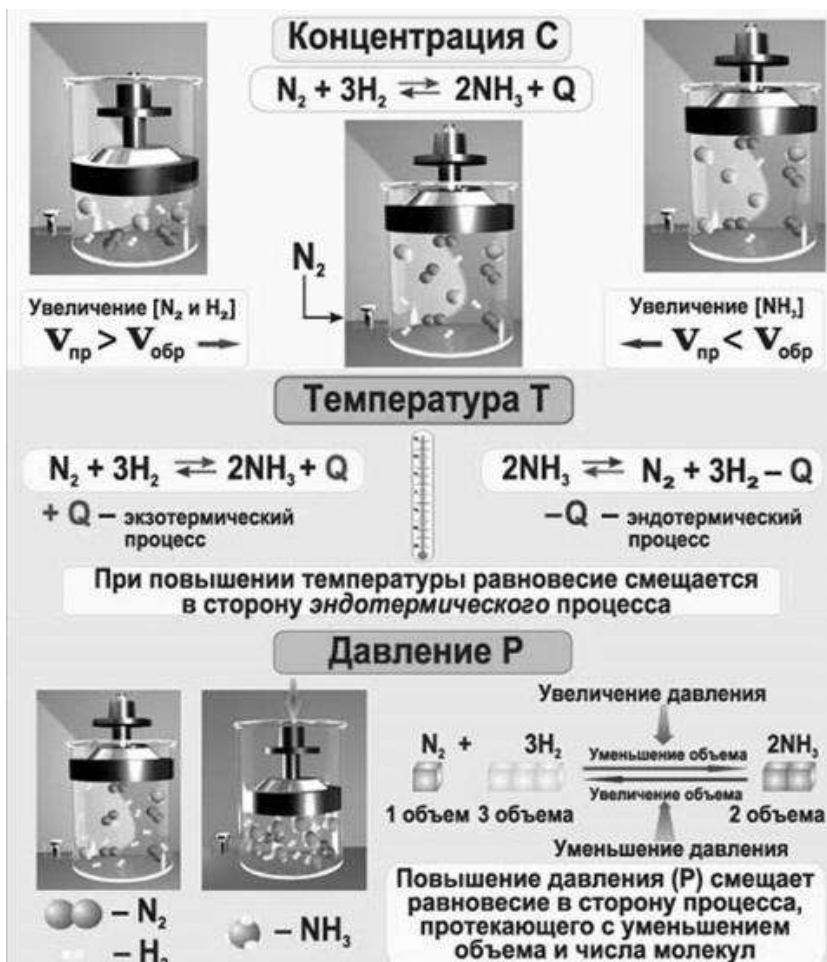 Концентрация С
N₂ + 3H₂ ⇄ 2NH₃ + Q
N₂
Увеличение [N₂ и H₂]
Vпр > Vобр →
Увеличение [NH₃]
← Vпр < Vобр
Температура Т
N₂ + 3H₂ ⇄ 2NH₃ + Q
+ Q – экзотермический
процесс
2NH₃ ⇄ N₂ + 3H₂ – Q
–Q – эндотермический
процесс
При повышении температуры равновесие смещается
в сторону эндотермического процесса
Давление Р
Увеличение давления
N₂ + 3H₂ 2NH₃
Уменьшение объема
Увеличение объема
1 объем 3 объема 2 объема
Уменьшение давления
– N₂
– H₂
– NH₃
Повышение давления (Р) смещает
равновесие в сторону процесса,
протекающего с уменьшением
объема и числа молекул